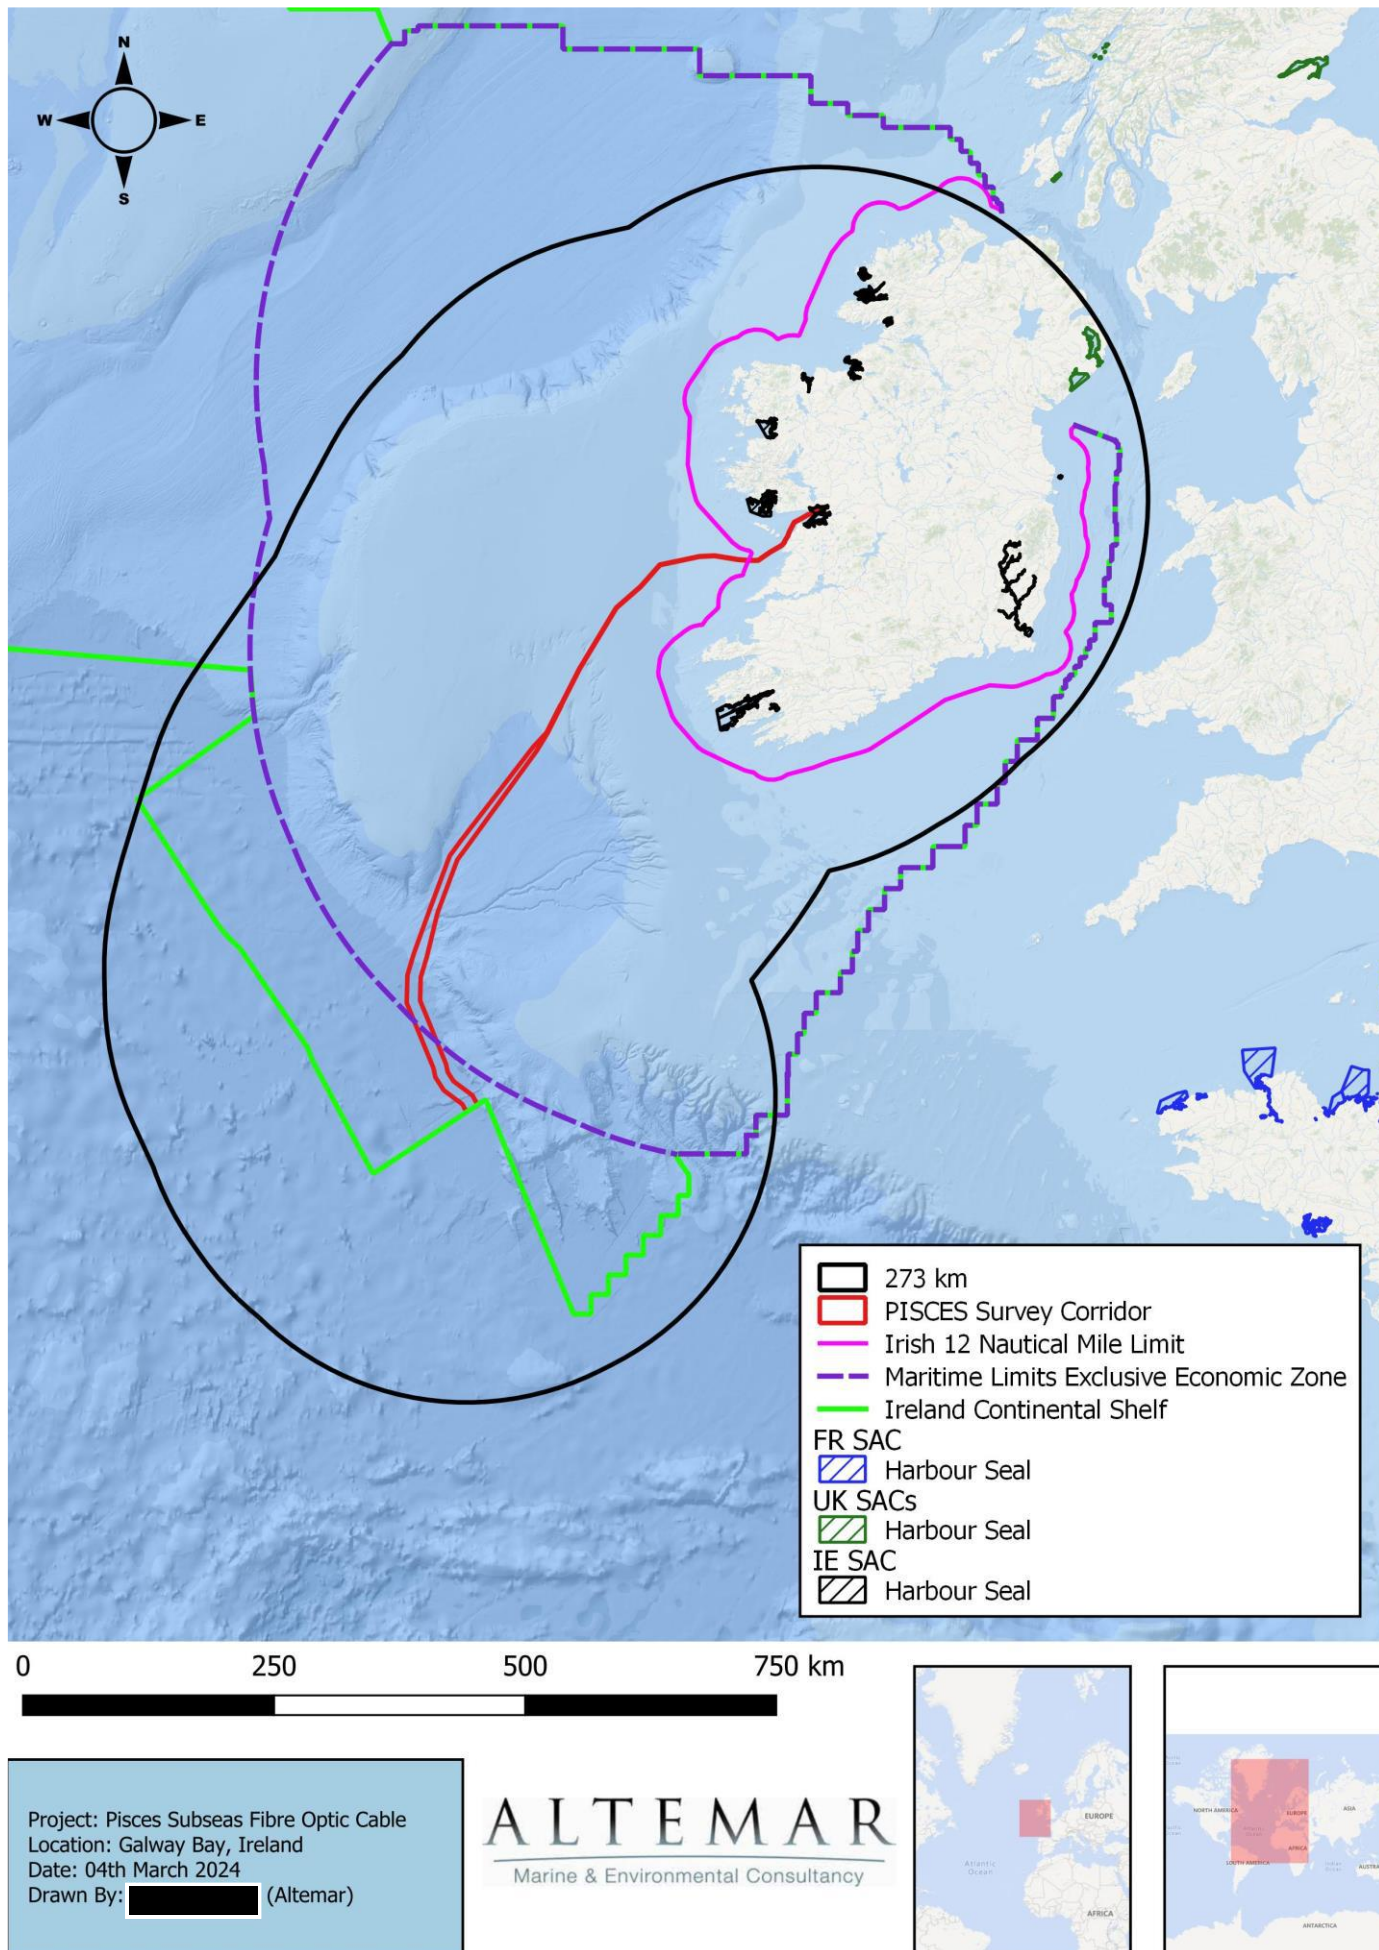 N
W E
S
273 km
PISCES Survey Corridor
Irish 12 Nautical Mile Limit
Maritime Limits Exclusive Economic Zone
Ireland Continental Shelf
FR SAC
Harbour Seal
UK SACs
Harbour Seal
IE SAC
Harbour Seal
0 250 500 750 km
Project: Pisces Subseas Fibre Optic Cable
Location: Galway Bay, Ireland
Date: 04th March 2024
Drawn By: (Altemar)
ALTEMAR
Marine & Environmental Consultancy
EUROPE
Atlantic
Ocean
AFRICA
NORTH AMERICA
EUROPE
ASIA
AFRICA
SOUTH AMERICA
AUSTRA
ANTARCTICA